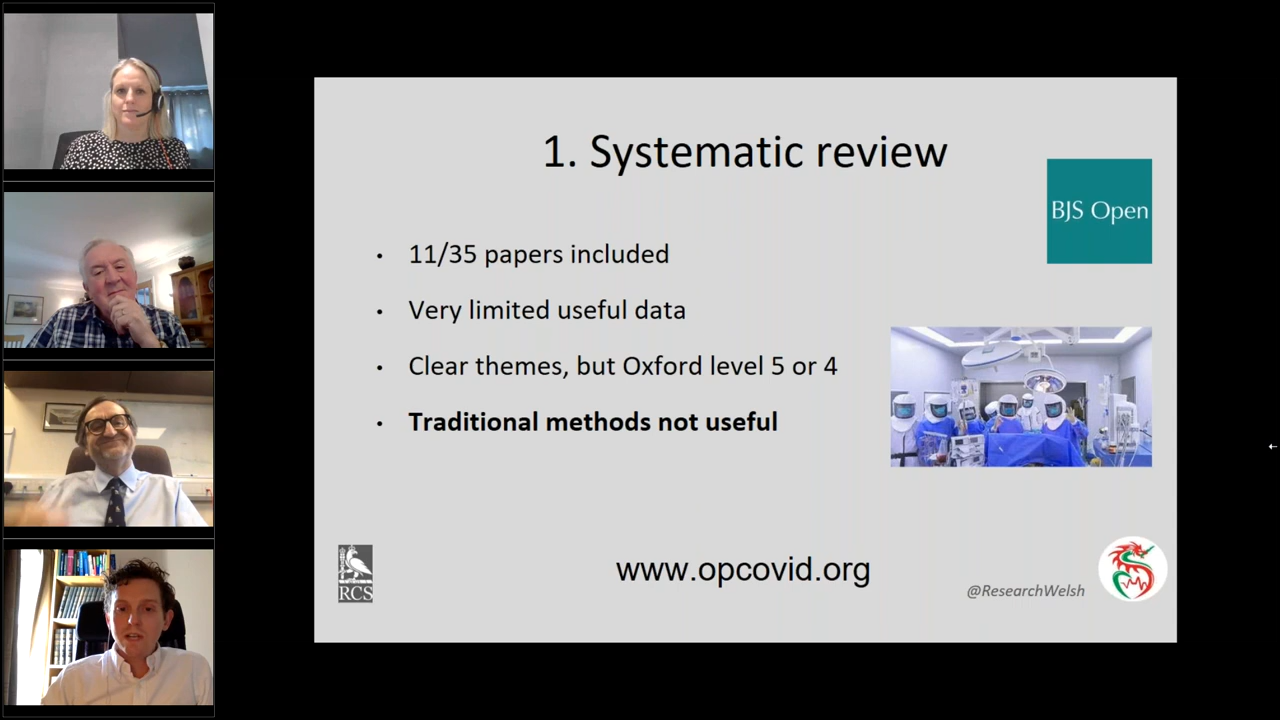 1. Systematic review
BJS Open
11/35 papers included
Very limited useful data
Clear themes, but Oxford level 5 or 4
Traditional methods not useful
RCS
www.opcovid.org
@ResearchWelsh